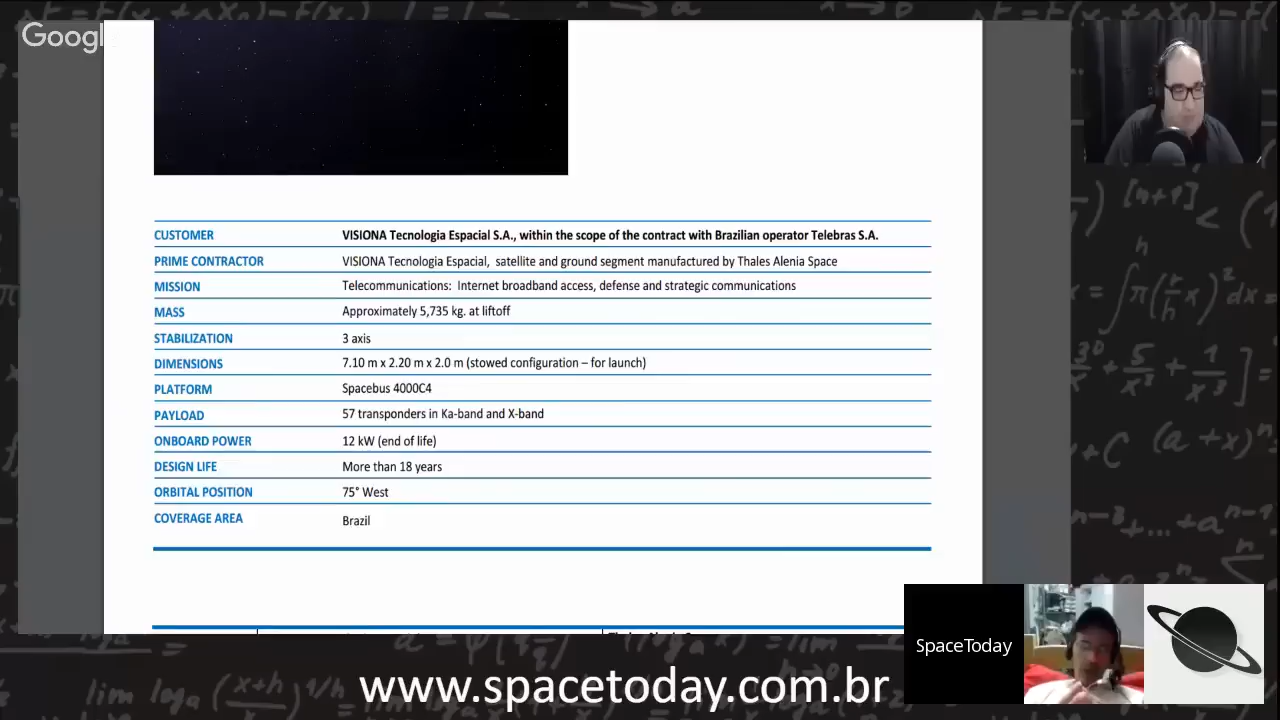 Google
CUSTOMER VISIONA Tecnologia Espacial S.A., within the scope of the contract with Brazilian operator Telebras S.A.
PRIME CONTRACTOR VISIONA Tecnologia Espacial, satellite and ground segment manufactured by Thales Alenia Space
MISSION Telecommunications: Internet broadband access, defense and strategic communications
MASS Approximately 5,735 kg. at liftoff
STABILIZATION 3 axis
DIMENSIONS 7.10 m x 2.20 m x 2.0 m (stowed configuration – for launch)
PLATFORM Spacebus 4000C4
PAYLOAD 57 transponders in Ka-band and X-band
ONBOARD POWER 12 kW (end of life)
DESIGN LIFE More than 18 years
ORBITAL POSITION 75° West
COVERAGE AREA Brazil
SpaceToday
www.spacetoday.com.br